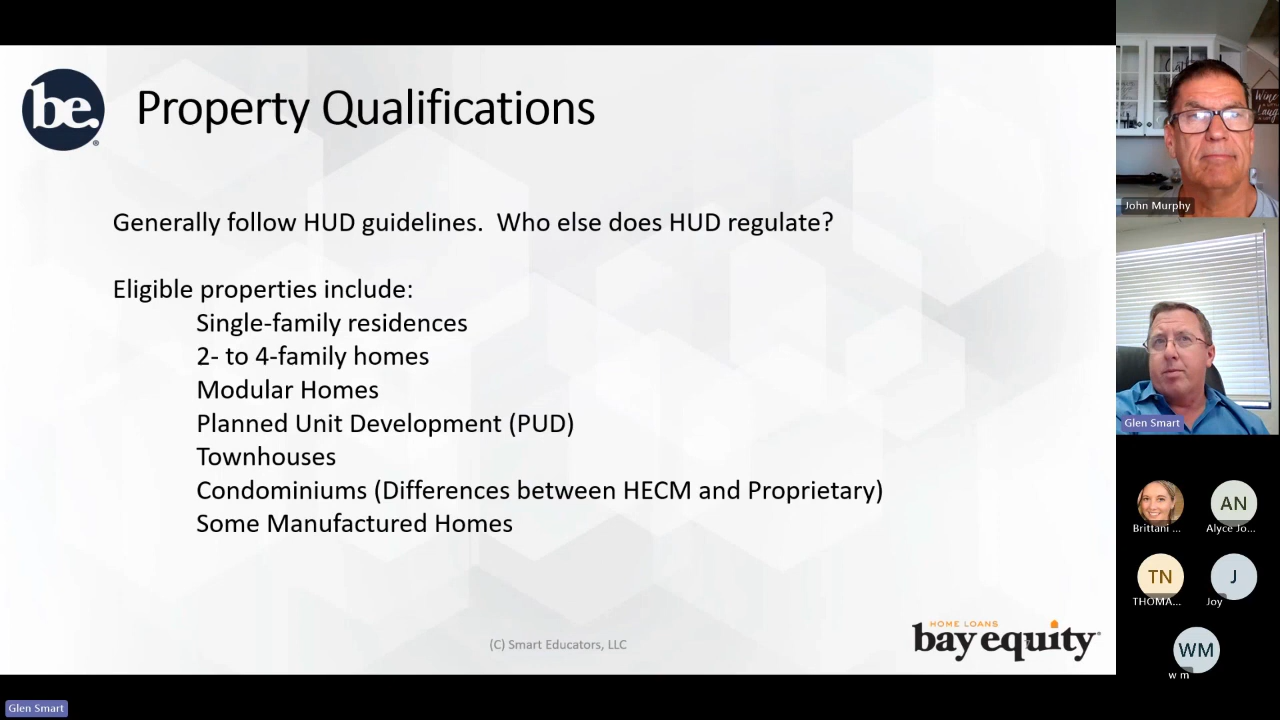 be.
Property Qualifications
Generally follow HUD guidelines.  Who else does HUD regulate?
Eligible properties include:
Single-family residences
2- to 4-family homes
Modular Homes
Planned Unit Development (PUD)
Townhouses
Condominiums (Differences between HECM and Proprietary)
Some Manufactured Homes
(C) Smart Educators, LLC
HOME LOANS
bay equity
Glen Smart
Wine
John Murphy
Glen Smart
AN
Brittani ...
Alyce Jo...
TN
J
THOMA...
Joy
WM
w m